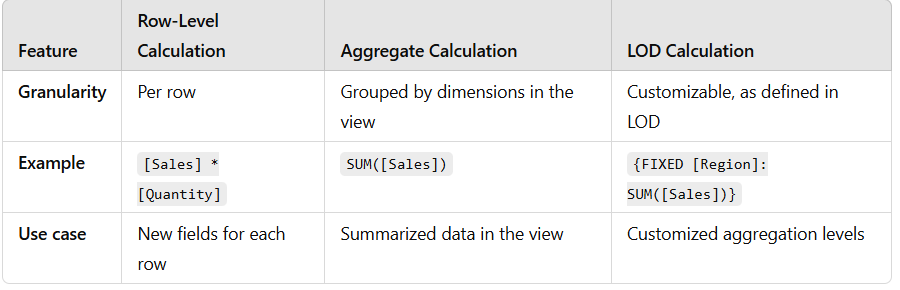 Feature Row-Level Calculation Aggregate Calculation LOD Calculation
Granularity Per row Grouped by dimensions in the view Customizable, as defined in LOD
Example [Sales] * [Quantity] SUM([Sales]) {FIXED [Region]: SUM([Sales])}
Use case New fields for each row Summarized data in the view Customized aggregation levels